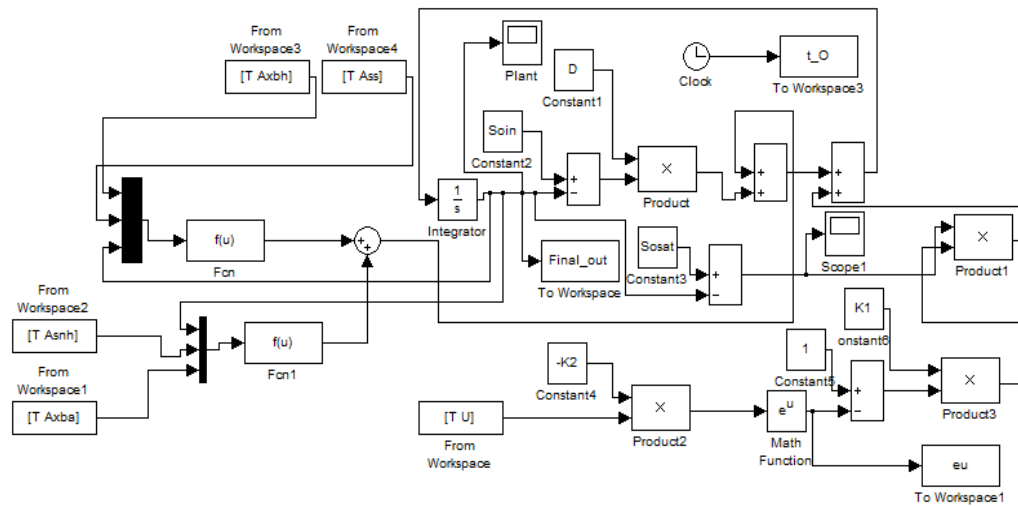 From
Workspace3
[T Axbh]
From
Workspace4
[T Ass]
Plant
D
Constant1
Clock
t_O
To Workspace3
Soin
Constant2
+
−
×
Product
+
+
+
+
1
s
Integrator
f(u)
Fcn
+
+
Final_out
To Workspace
Sosat
Constant3
+
−
Scope1
×
Product1
From
Workspace2
[T Asnh]
f(u)
Fcn1
From
Workspace1
[T Axba]
-K2
Constant4
[T U]
From
Workspace
×
Product2
e^u
Math
Function
1
Constant5
+
−
K1
onstant6
×
Product3
eu
To Workspace1